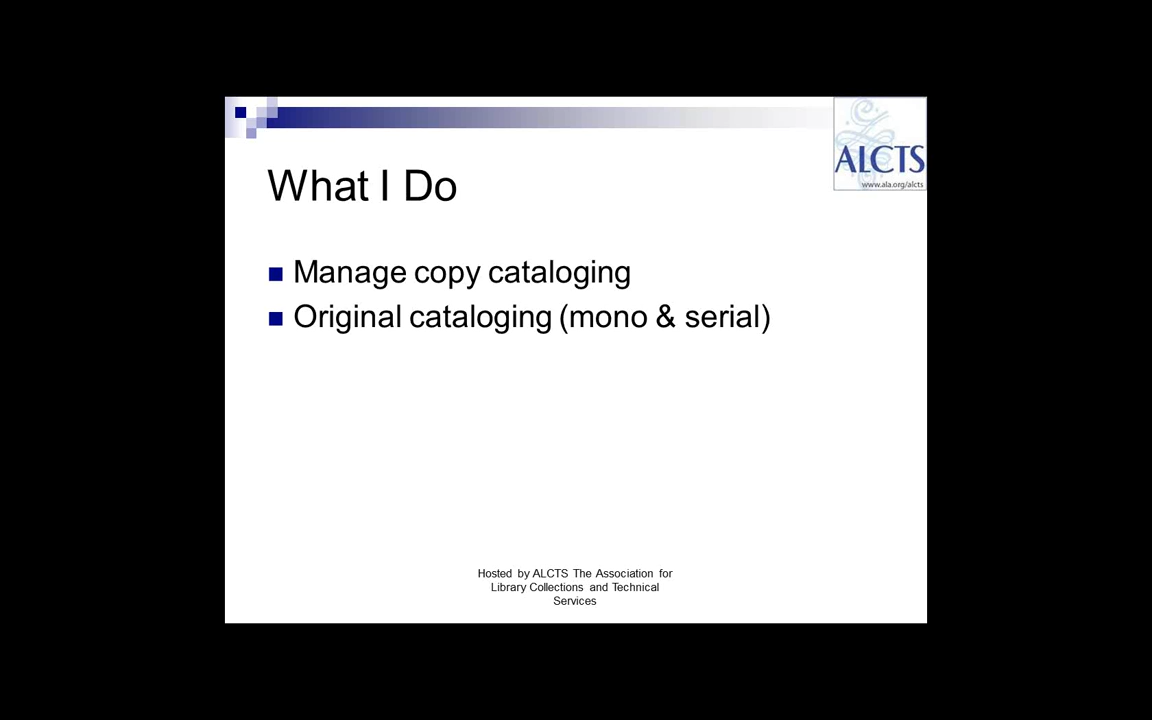 ALCTS
www.ala.org/alcts
What I Do
Manage copy cataloging
Original cataloging (mono & serial)
Hosted by ALCTS The Association for
Library Collections and Technical
Services